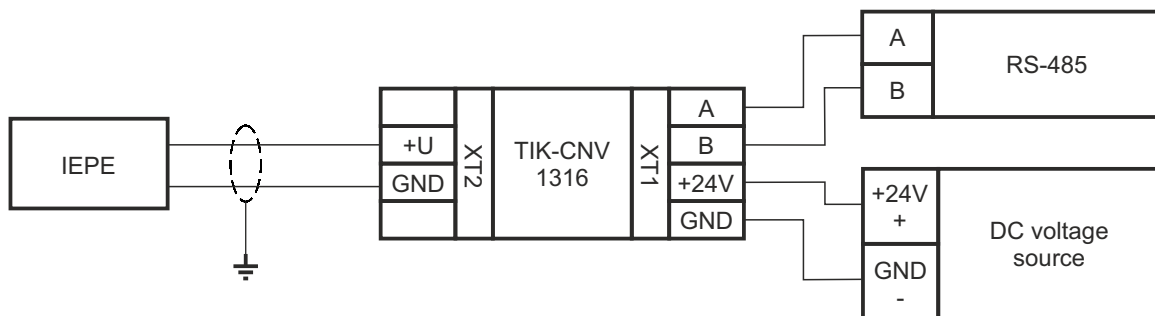 IEPE
+U
GND
XT2
TIK-CNV
1316
XT1
A
B
+24V
GND
A
B
RS-485
+24V
+
GND
-
DC voltage
source